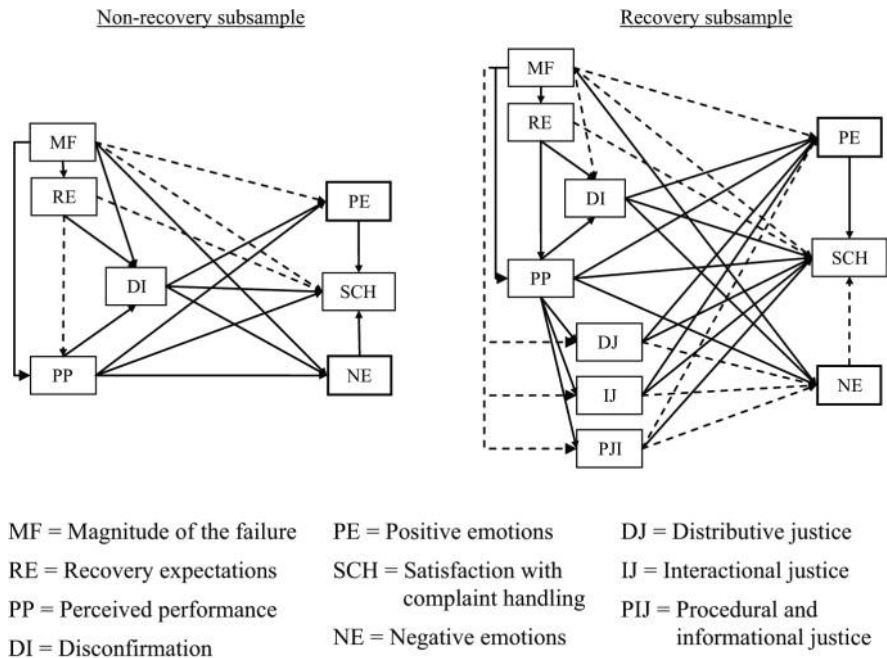 Non-recovery subsample
MF
RE
DI
PP
PE
SCH
NE
Recovery subsample
MF
RE
DI
PP
DJ
IJ
PJI
PE
SCH
NE
MF = Magnitude of the failure
RE = Recovery expectations
PP = Perceived performance
DI = Disconfirmation
PE = Positive emotions
SCH = Satisfaction with
complaint handling
NE = Negative emotions
DJ = Distributive justice
IJ = Interactional justice
PIJ = Procedural and
informational justice